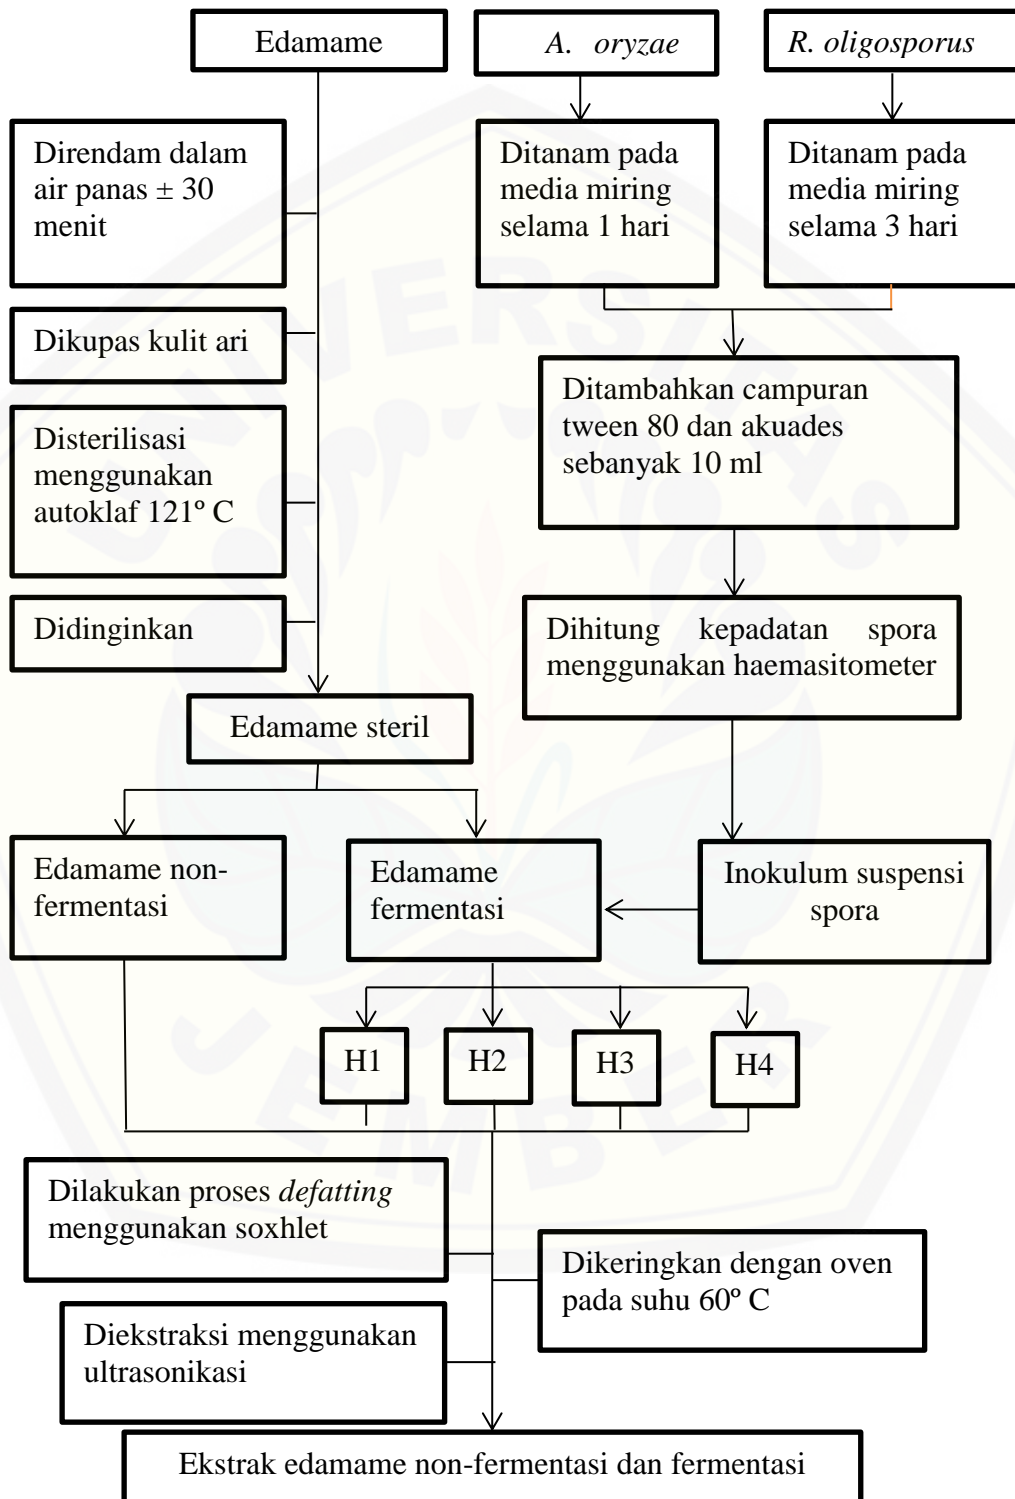 Edamame
A. oryzae
R. oligosporus
Direndam dalam
air panas ± 30
menit
Ditanam pada
media miring
selama 1 hari
Ditanam pada
media miring
selama 3 hari
Dikupas kulit ari
Ditambahkan campuran
tween 80 dan akuades
sebanyak 10 ml
Disterilisasi
menggunakan
autoklaf 121º C
Didinginkan
Dihitung kepadatan spora
menggunakan haemasitometer
Edamame steril
Edamame non-
fermentasi
Edamame
fermentasi
Inokulum suspensi
spora
H1
H2
H3
H4
Dilakukan proses defatting
menggunakan soxhlet
Dikeringkan dengan oven
pada suhu 60º C
Diekstraksi menggunakan
ultrasonikasi
Ekstrak edamame non-fermentasi dan fermentasi
UNIVERSITAS
JEMBER